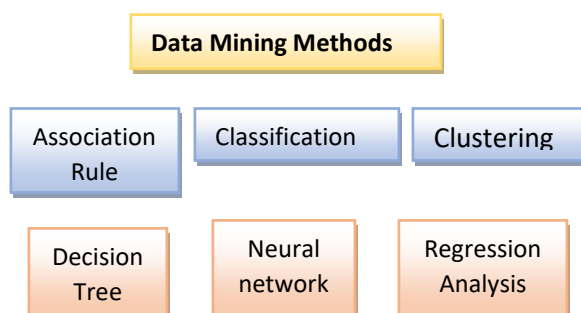 Data Mining Methods
Association
Rule
Classification
Clustering
Decision
Tree
Neural
network
Regression
Analysis